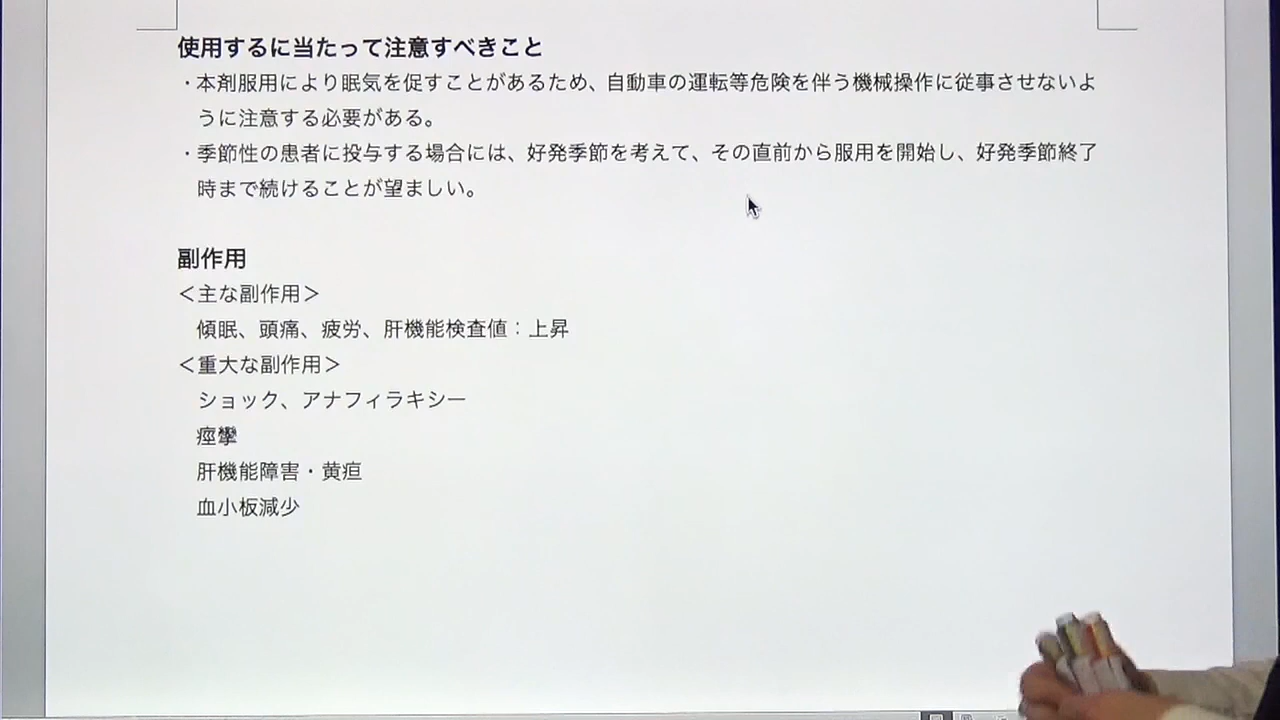 使用するに当たって注意すべきこと
・本剤服用により眠気を促すことがあるため、自動車の運転等危険を伴う機械操作に従事させないよ
うに注意する必要がある。
・季節性の患者に投与する場合には、好発季節を考えて、その直前から服用を開始し、好発季節終了
時まで続けることが望ましい。
副作用
＜主な副作用＞
傾眠、頭痛、疲労、肝機能検査値：上昇
＜重大な副作用＞
ショック、アナフィラキシー
痙攣
肝機能障害・黄疸
血小板減少